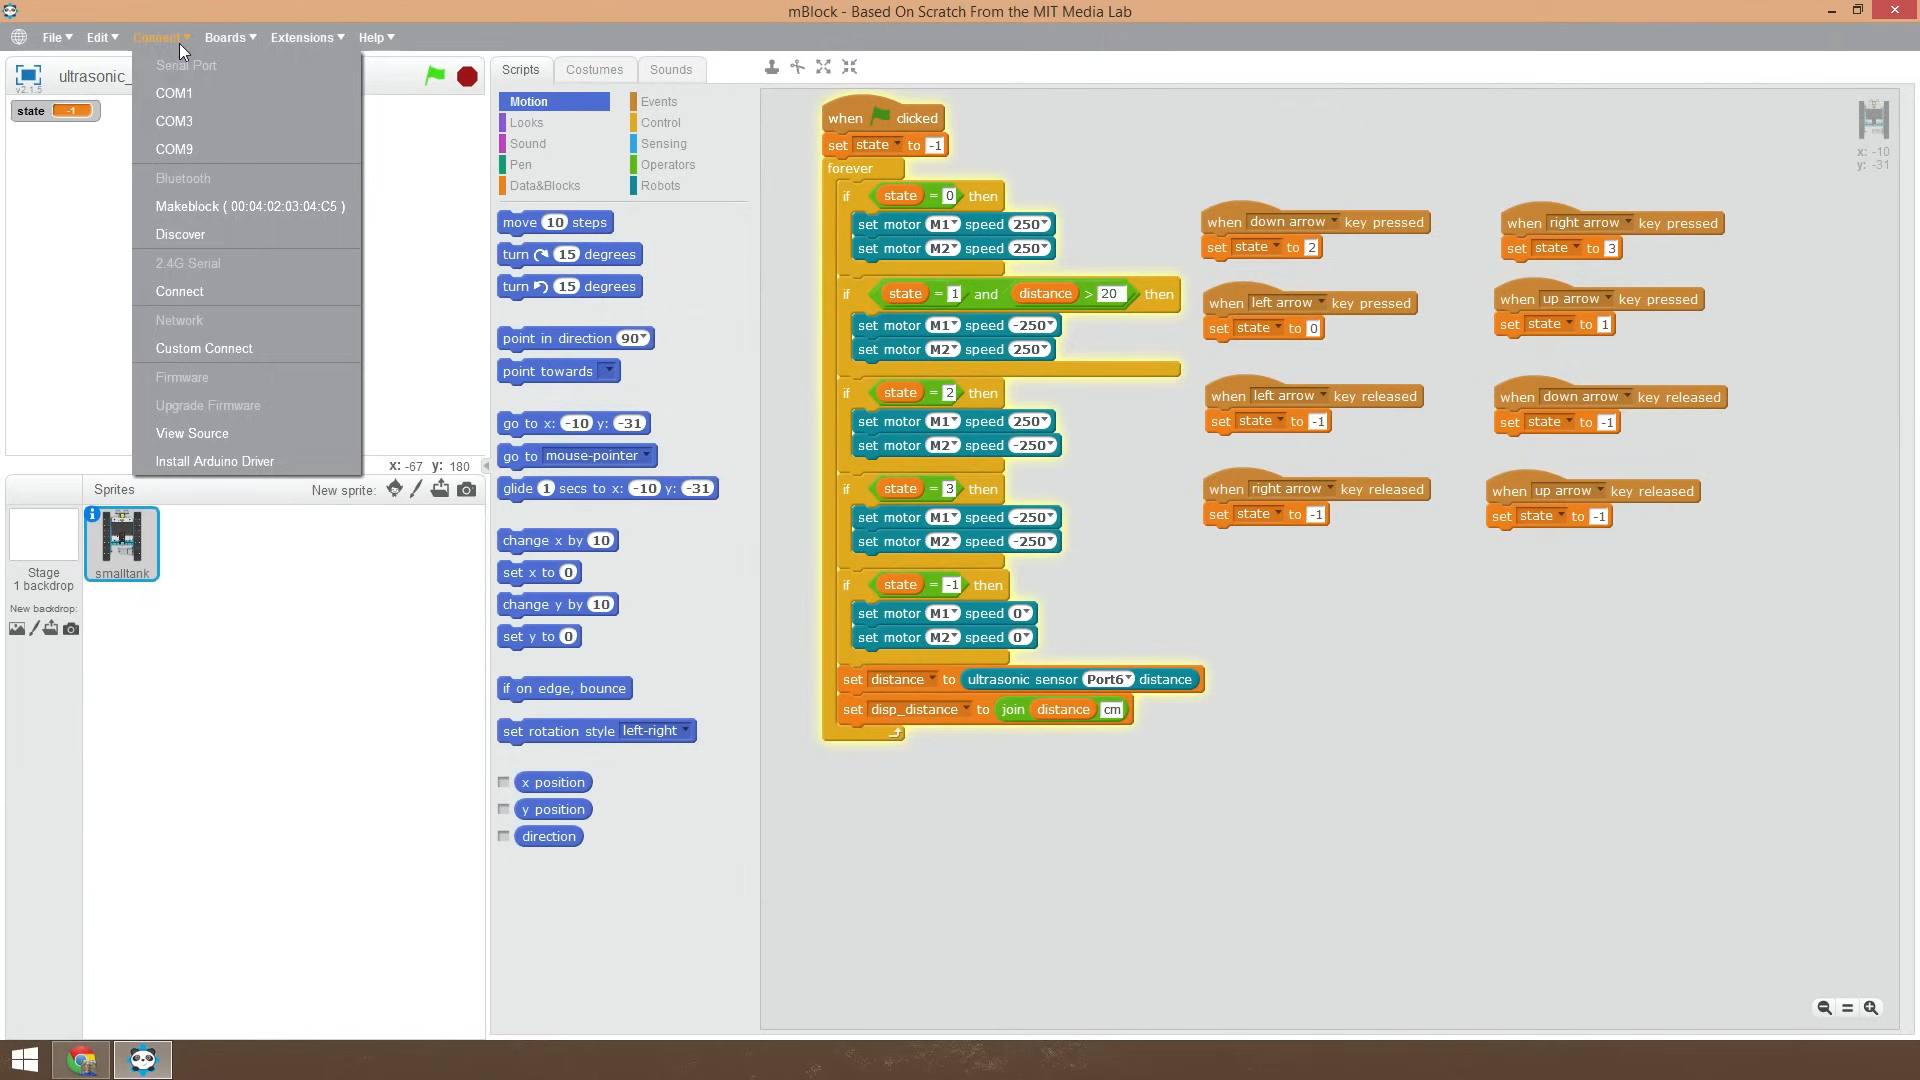 mBlock - Based On Scratch From the MIT Media Lab
File Edit Connect Boards Extensions Help
Serial Port
COM1
COM3
COM9
Bluetooth
Makeblock ( 00:04:02:03:04:C5 )
Discover
2.4G Serial
Connect
Network
Custom Connect
Firmware
Upgrade Firmware
View Source
Install Arduino Driver
v2.1.5
ultrasonic_
state -1
x: -67 y: 180
Sprites
New sprite:
Stage
1 backdrop
New backdrop:
smalltank
Scripts Costumes Sounds
Motion
Looks
Sound
Pen
Data&Blocks
Events
Control
Sensing
Operators
Robots
move 10 steps
turn 15 degrees
turn 15 degrees
point in direction 90
point towards
go to x: -10 y: -31
go to mouse-pointer
glide 1 secs to x: -10 y: -31
change x by 10
set x to 0
change y by 10
set y to 0
if on edge, bounce
set rotation style left-right
x position
y position
direction
when clicked
set state to -1
forever
if state = 0 then
set motor M1 speed 250
set motor M2 speed 250
if state = 1 and distance > 20 then
set motor M1 speed -250
set motor M2 speed 250
if state = 2 then
set motor M1 speed 250
set motor M2 speed -250
if state = 3 then
set motor M1 speed -250
set motor M2 speed -250
if state = -1 then
set motor M1 speed 0
set motor M2 speed 0
set distance to ultrasonic sensor Port6 distance
set disp_distance to join distance cm
when down arrow key pressed
set state to 2
when right arrow key pressed
set state to 3
when left arrow key pressed
set state to 0
when up arrow key pressed
set state to 1
when left arrow key released
set state to -1
when down arrow key released
set state to -1
when right arrow key released
set state to -1
when up arrow key released
set state to -1
x: -10
y: -31